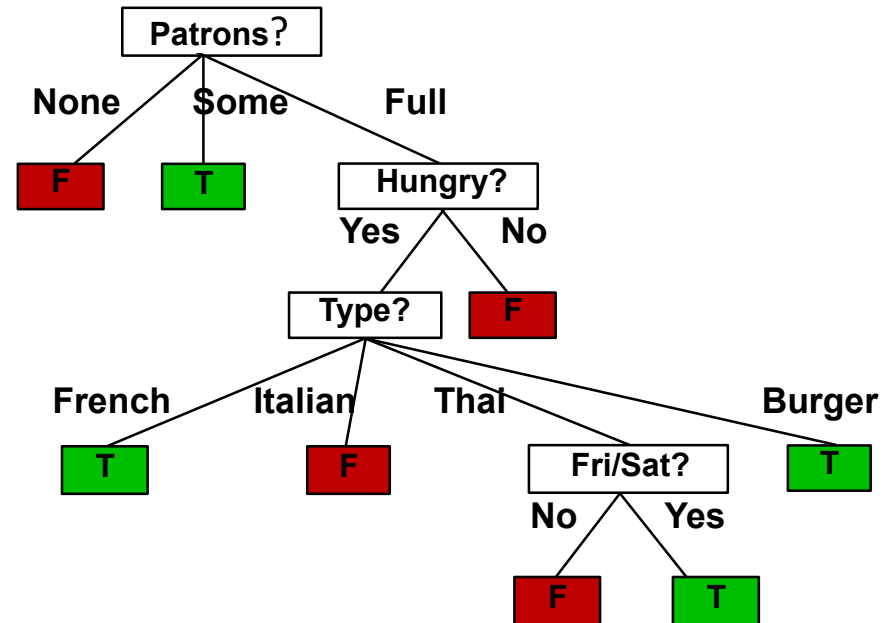 Patrons?
None Some Full
F T Hungry?
Yes No
Type? F
French Italian Thai Burger
T F Fri/Sat? T
No Yes
F T